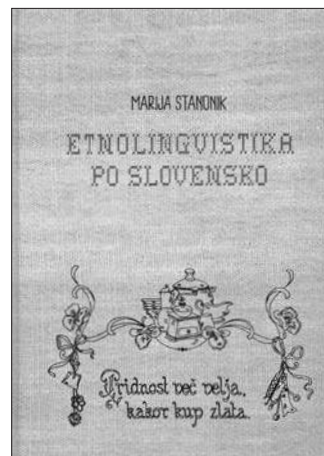 MARIJA STANONIK
ETNOLINGVISTIKA
PO SLOVENSKO
Pridnost več velja,
kakor kup zlata.